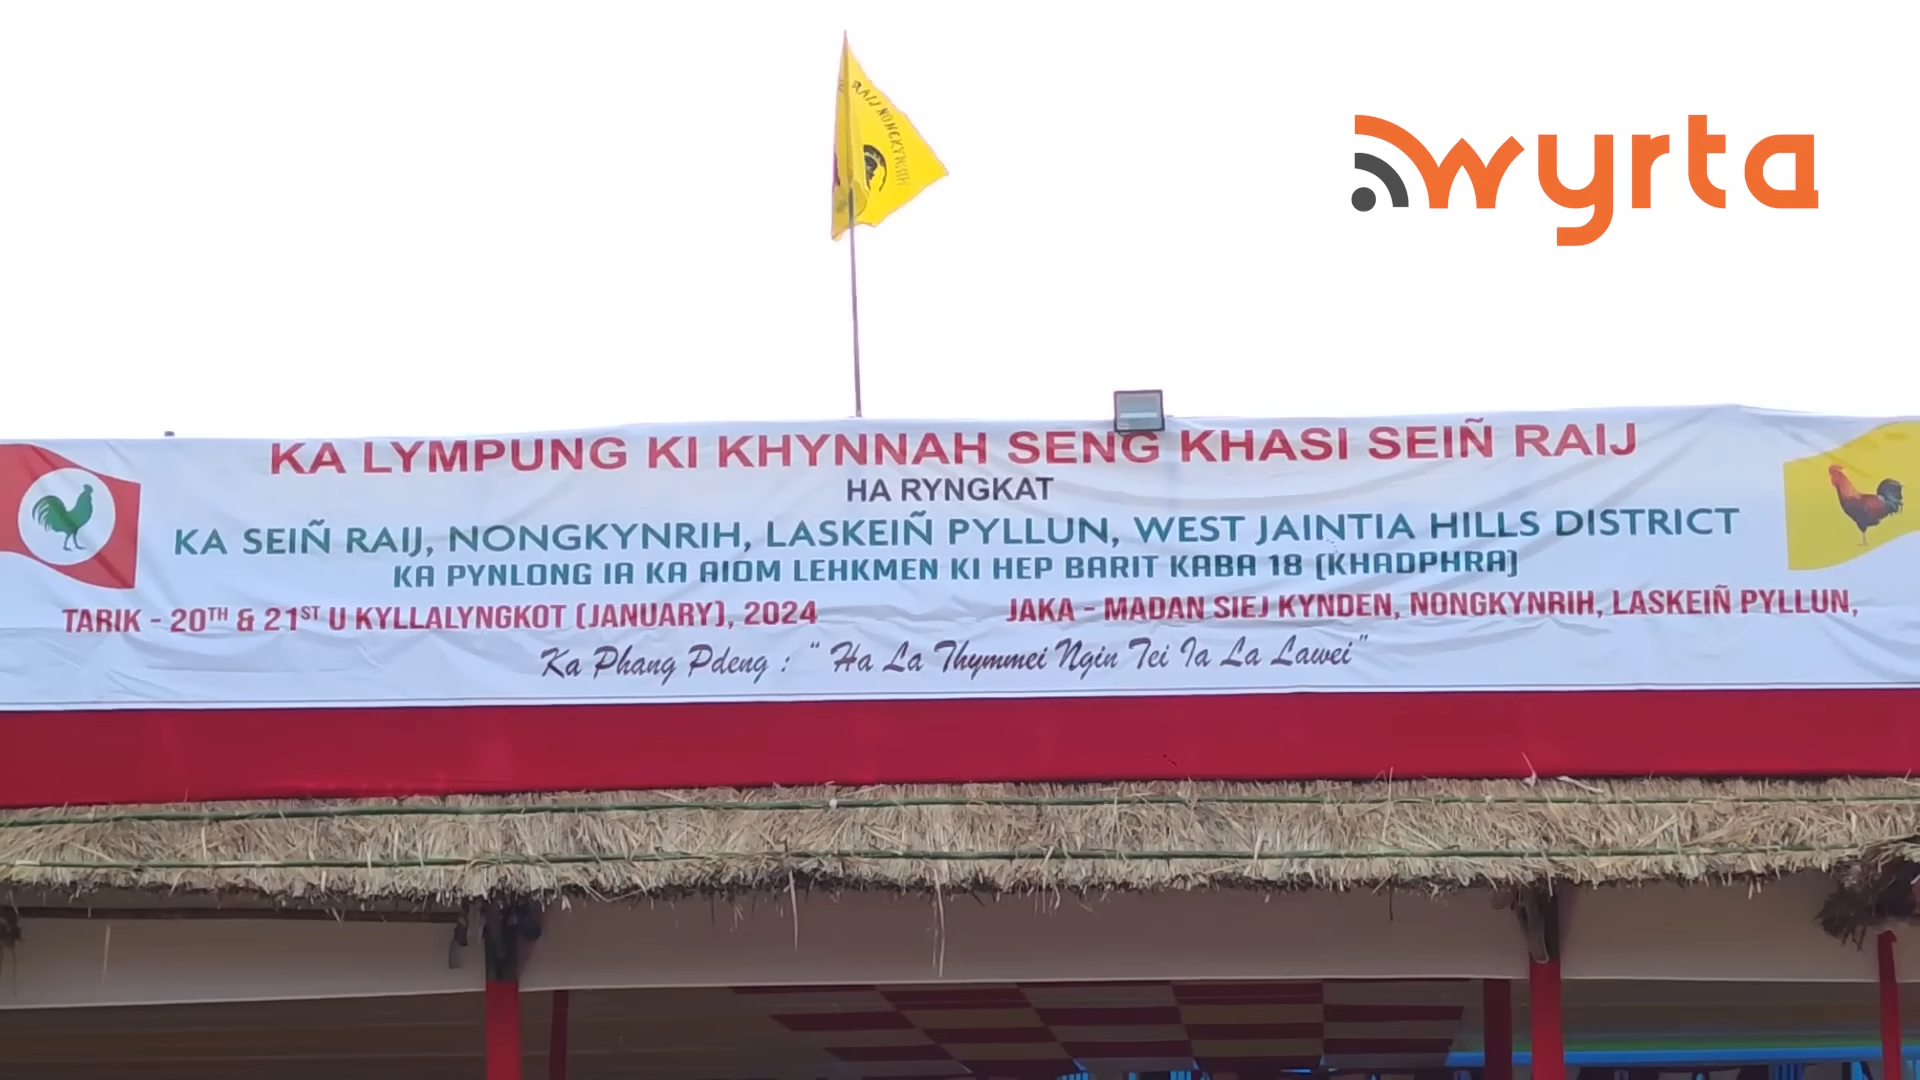 RAIJ NONGKYNRIH
wyrta
KA LYMPUNG KI KHYNNAH SENG KHASI SEIÑ RAIJ
HA RYNGKAT
KA SEIÑ RAIJ, NONGKYNRIH, LASKEIÑ PYLLUN, WEST JAINTIA HILLS DISTRICT
KA PYNLONG IA KA AIOM LEHKMEN KI HEP BARIT KABA 18 (KHADPHRA)
TARIK - 20TH & 21ST U KYLLALYNGKOT (JANUARY), 2024 JAKA - MADAN SIEJ KYNDEN, NONGKYNRIH, LASKEIÑ PYLLUN,
Ka Phang Pdeng : "Ha La Thymmei Ngin Tei Ia La Lawei"